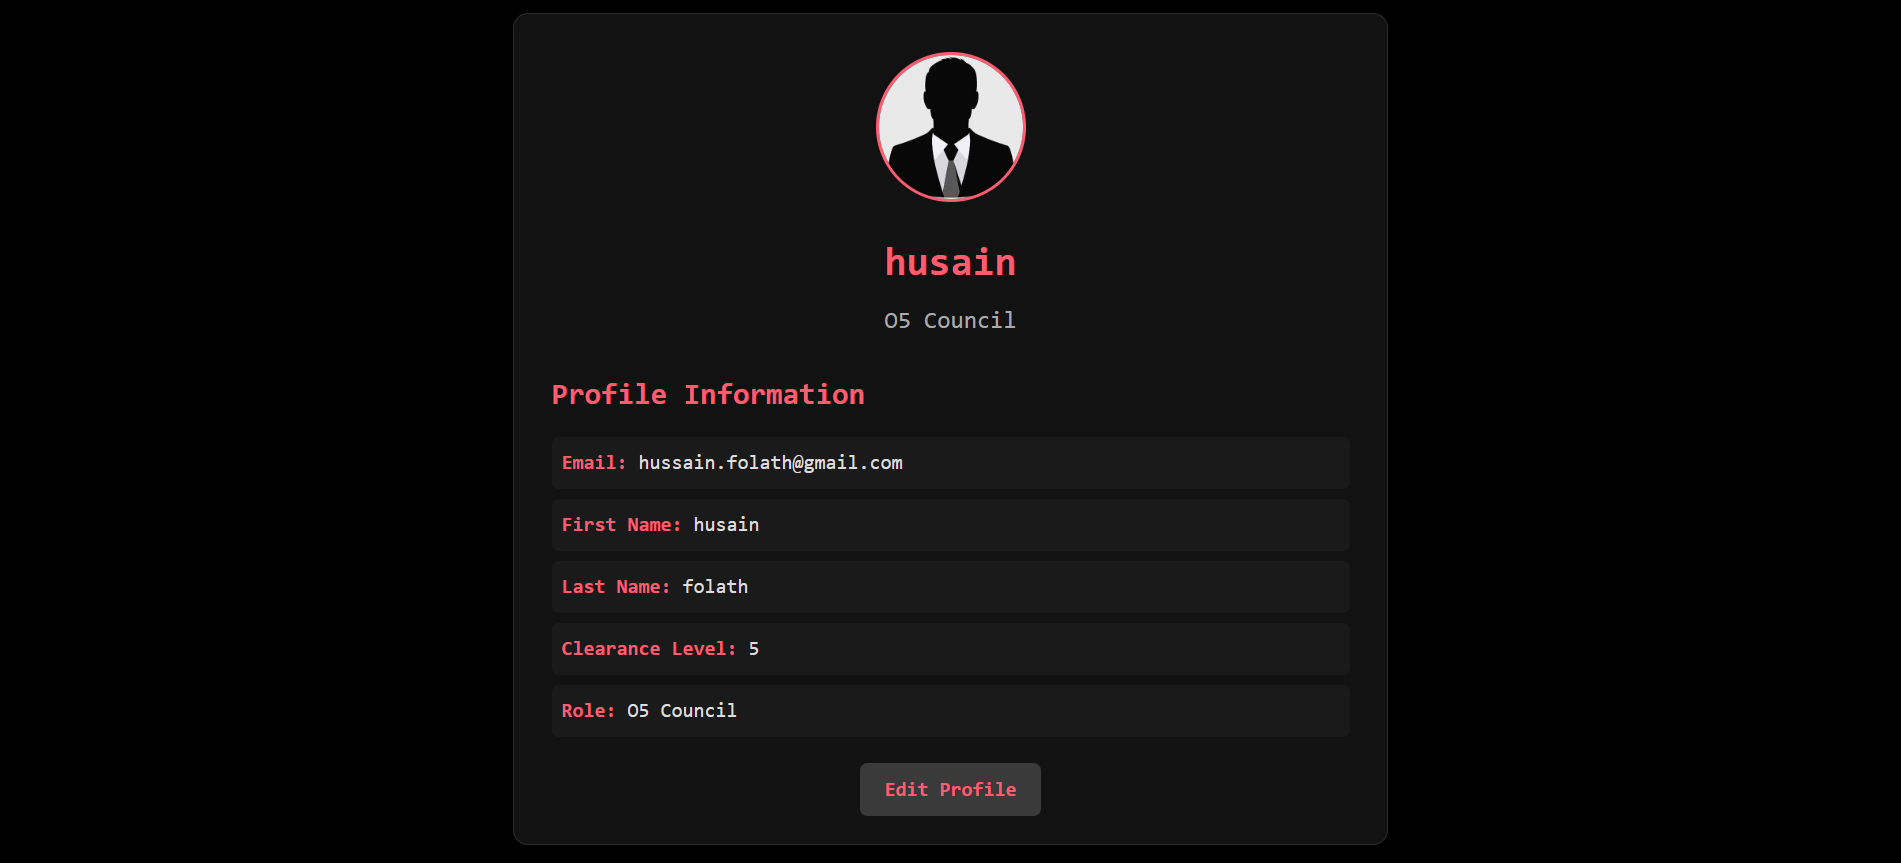 husain
O5 Council
Profile Information
Email: hussain.folath@gmail.com
First Name: husain
Last Name: folath
Clearance Level: 5
Role: O5 Council
Edit Profile